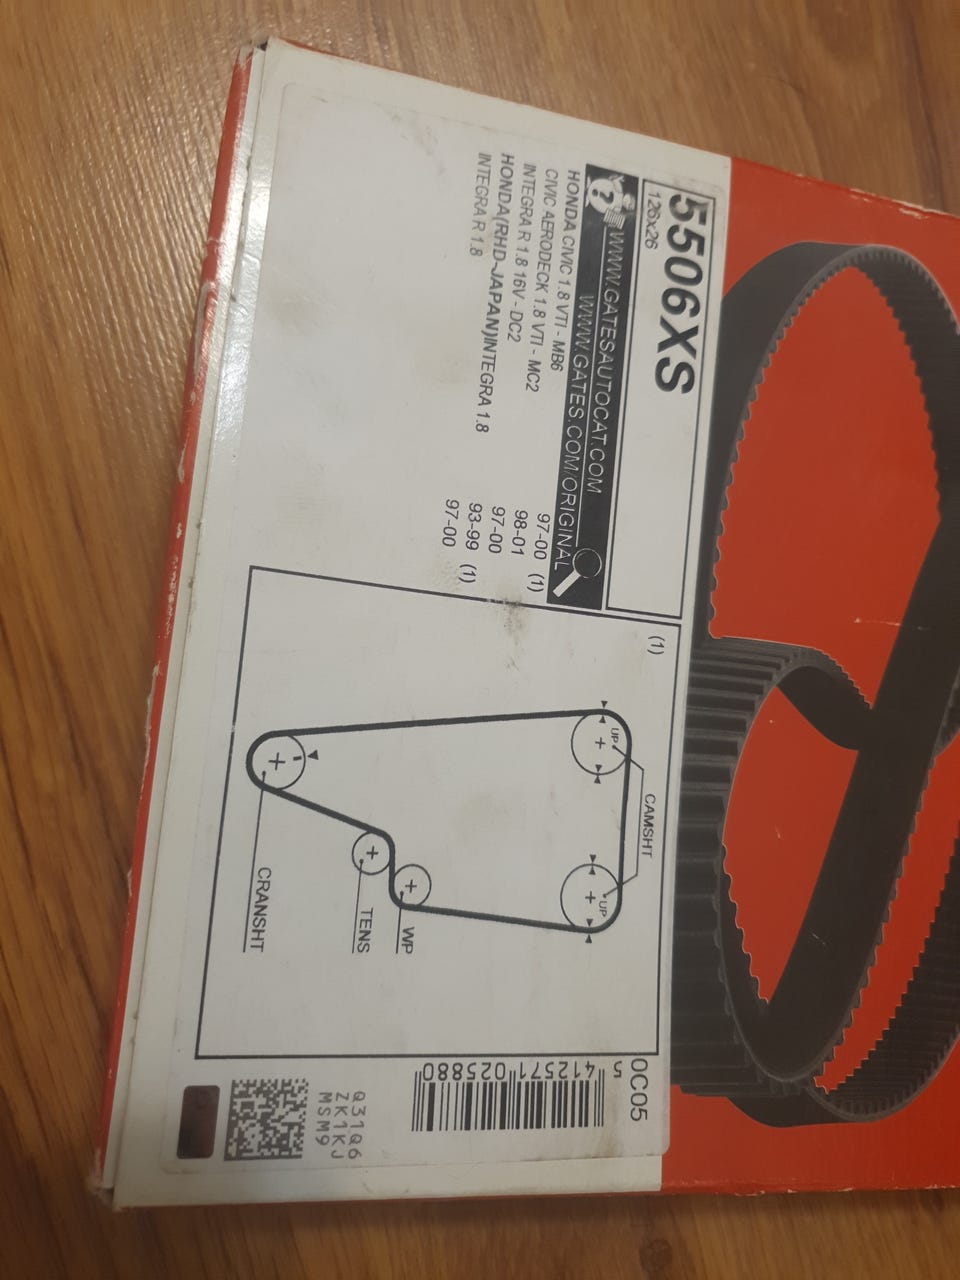 5506XS
126x26
WWW.GATESAUTOCAT.COM
WWW.GATES.COM/ORIGINAL
HONDA CIVIC 1.8 VTI - MB6 97-00 (1)
CIVIC AERODECK 1.8 VTI - MC2 98-01
INTEGRA R 1.8 16V - DC2 97-00
HONDA(RHD-JAPAN)INTEGRA 1.8 93-99 (1)
INTEGRA R 1.8 97-00
(1)
UP
CAMSHT
UP
WP
TENS
CRANSHT
0C05
5 412571 025880
Q31Q6
ZK1KJ
MSM9